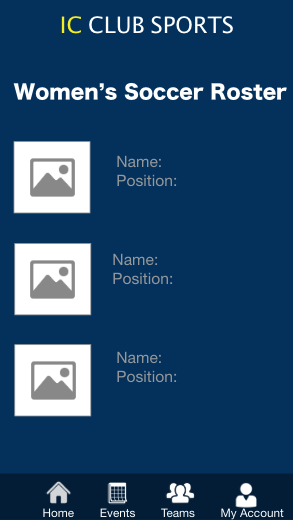 IC CLUB SPORTS
Women's Soccer Roster
Name:
Position:
Name:
Position:
Name:
Position:
Home Events Teams My Account